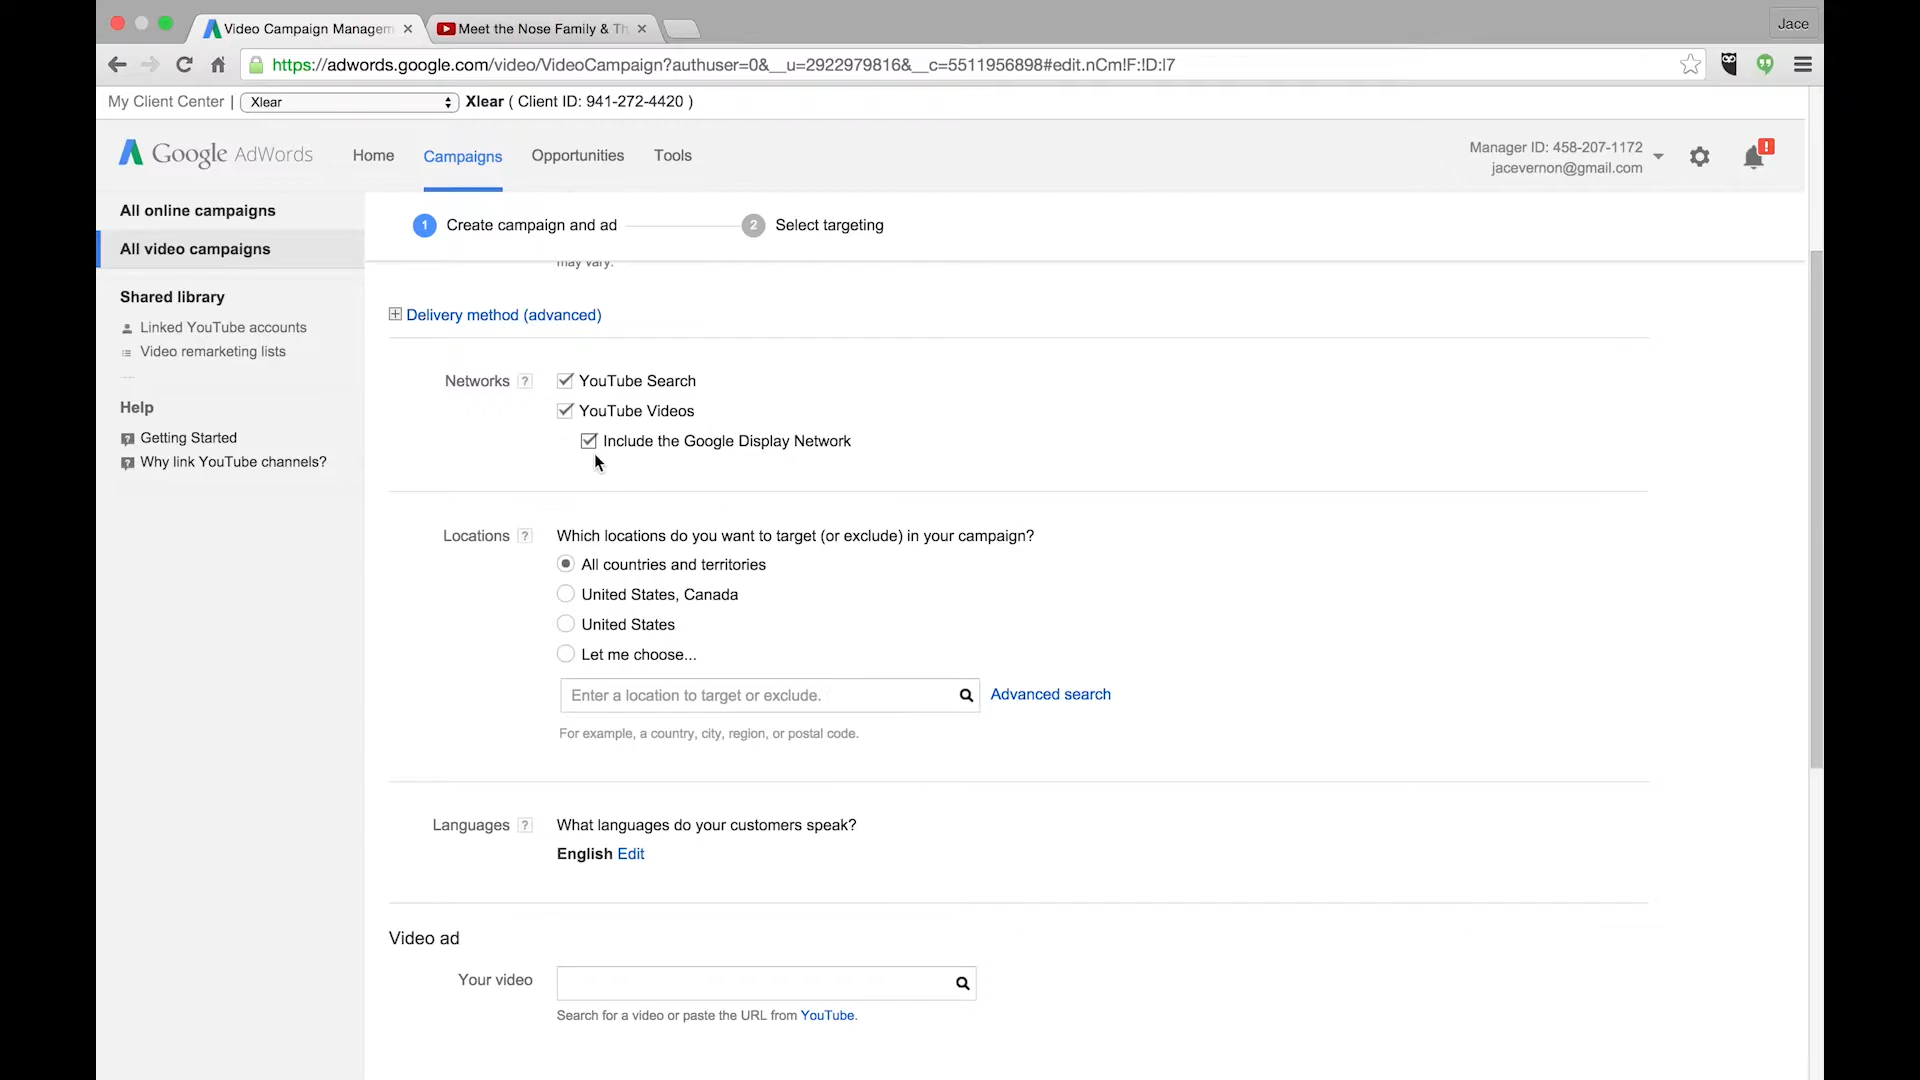 Video Campaign Managem
Meet the Nose Family & Th
Jace
https://adwords.google.com/video/VideoCampaign?authuser=0&__u=2922979816&__c=5511956898#edit.nCm!F:!D:l7
My Client Center | Xlear Xlear ( Client ID: 941-272-4420 )
Google AdWords Home Campaigns Opportunities Tools
Manager ID: 458-207-1172
jacevernon@gmail.com
!
All online campaigns
All video campaigns
Shared library
Linked YouTube accounts
Video remarketing lists
Help
? Getting Started
? Why link YouTube channels?
1 Create campaign and ad 2 Select targeting
may vary.
Delivery method (advanced)
Networks ? YouTube Search
YouTube Videos
Include the Google Display Network
Locations ? Which locations do you want to target (or exclude) in your campaign?
All countries and territories
United States, Canada
United States
Let me choose...
Enter a location to target or exclude. Advanced search
For example, a country, city, region, or postal code.
Languages ? What languages do your customers speak?
English Edit
Video ad
Your video
Search for a video or paste the URL from YouTube.